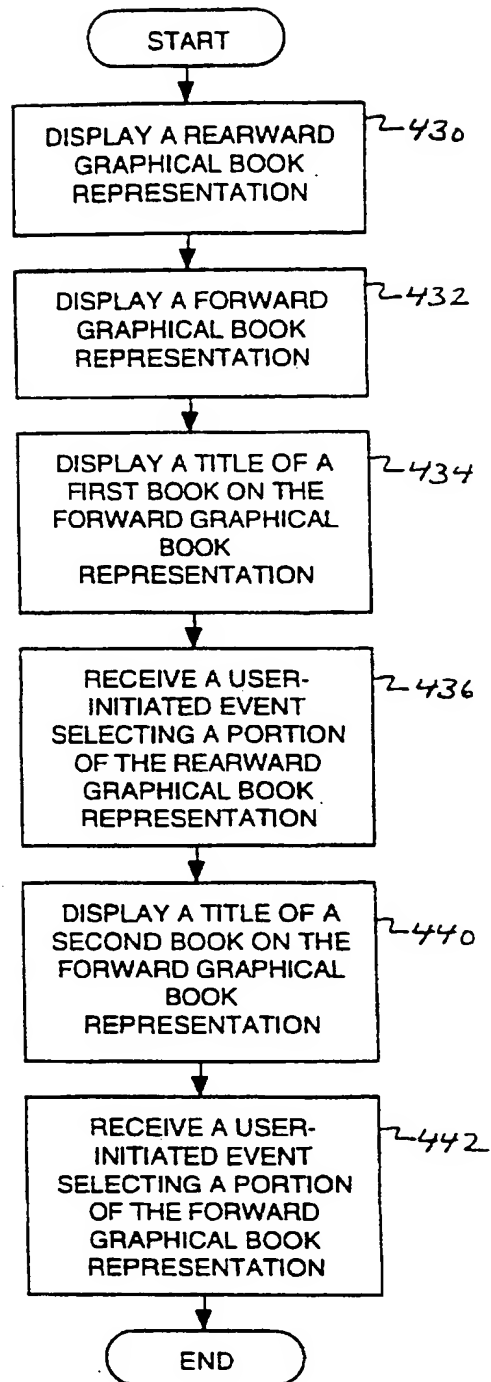 START
DISPLAY A REARWARD
GRAPHICAL BOOK
REPRESENTATION
430
DISPLAY A FORWARD
GRAPHICAL BOOK
REPRESENTATION
432
DISPLAY A TITLE OF A
FIRST BOOK ON THE
FORWARD GRAPHICAL
BOOK
REPRESENTATION
434
RECEIVE A USER-
INITIATED EVENT
SELECTING A PORTION
OF THE REARWARD
GRAPHICAL BOOK
REPRESENTATION
436
DISPLAY A TITLE OF A
SECOND BOOK ON THE
FORWARD GRAPHICAL
BOOK
REPRESENTATION
440
RECEIVE A USER-
INITIATED EVENT
SELECTING A PORTION
OF THE FORWARD
GRAPHICAL BOOK
REPRESENTATION
442
END